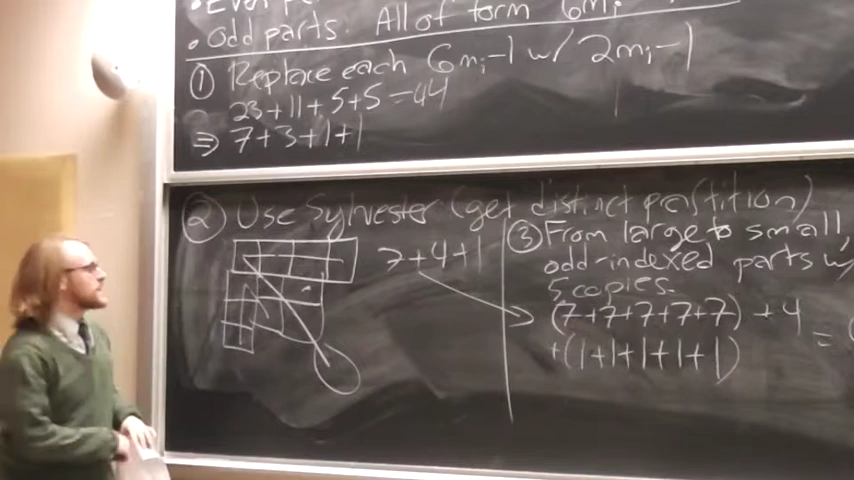 • Even
• Odd parts: All of form 6mᵢ
① Replace each 6mᵢ-1 w/ 2mᵢ-1
23+11+5+5=44
⇒ 7+3+1+1
② Use Sylvester (get distinct partition)
7+4+1
③ From large to small,
odd-indexed parts w/
5 copies.
(7+7+7+7+7) + 4
+(1+1+1+1+1)
=